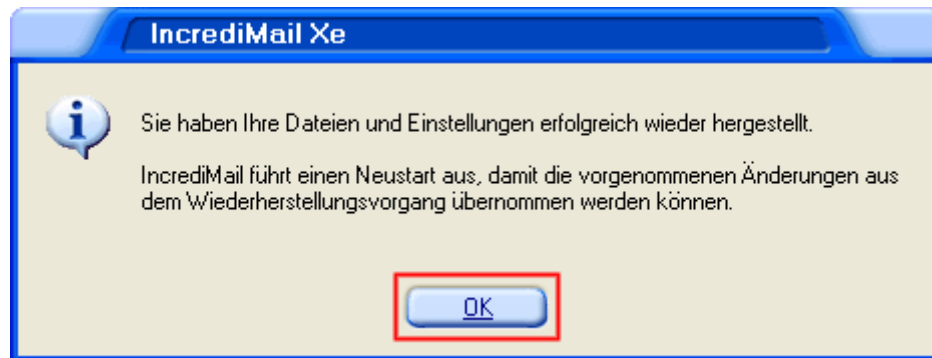 IncrediMail Xe
Sie haben Ihre Dateien und Einstellungen erfolgreich wieder hergestellt.
IncrediMail führt einen Neustart aus, damit die vorgenommenen Änderungen aus
dem Wiederherstellungsvorgang übernommen werden können.
OK